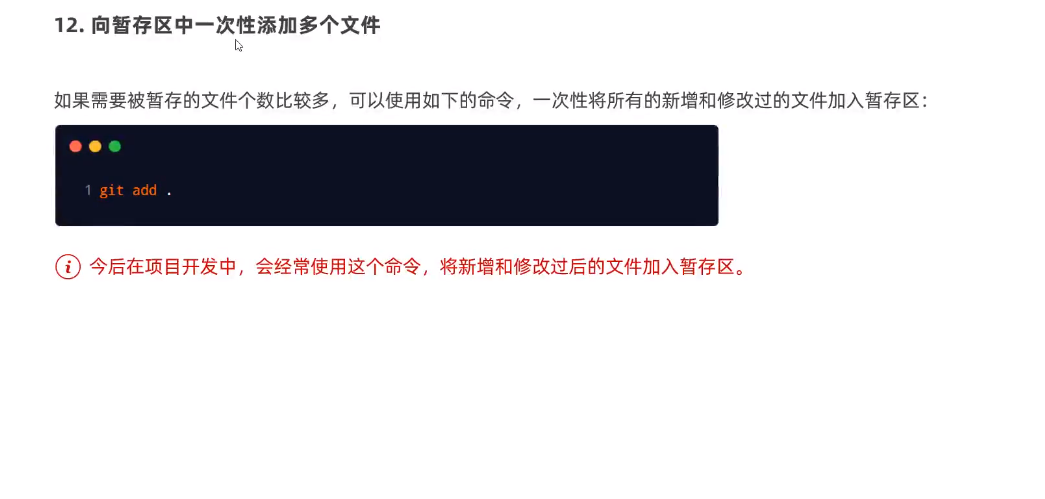 12. 向暂存区中一次性添加多个文件
如果需要被暂存的文件个数比较多，可以使用如下的命令，一次性将所有的新增和修改过的文件加入暂存区：
1 git add .
i 今后在项目开发中，会经常使用这个命令，将新增和修改过后的文件加入暂存区。